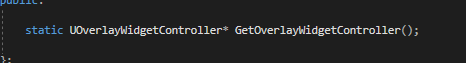 public:
static UOverlayWidgetController* GetOverlayWidgetController();
};